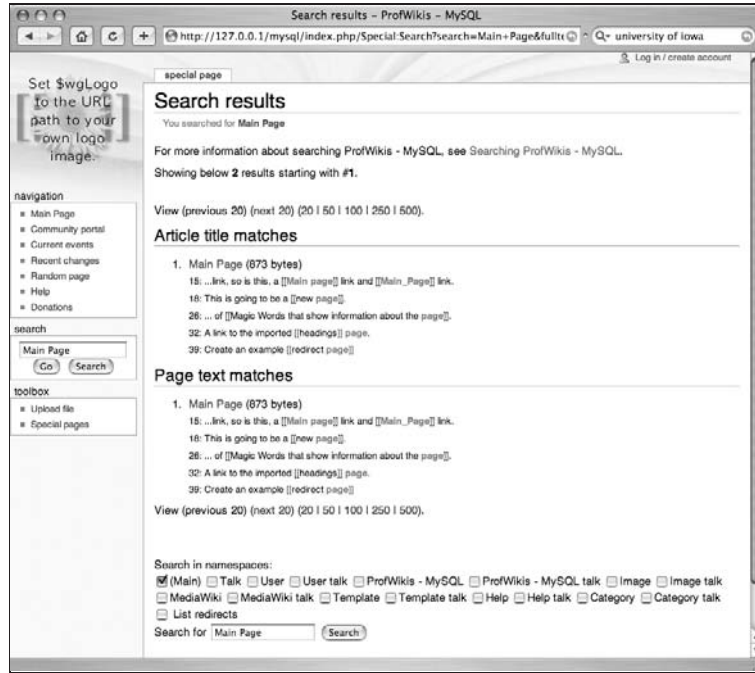 Search results – ProfWikis – MySQL
http://127.0.0.1/mysql/index.php/Special:Search?search=Main+Page&fullte
university of iowa
Log in / create account
Set $wgLogo
to the URL
path to your
own logo
image.
special page
Search results
You searched for Main Page
For more information about searching ProfWikis - MySQL, see Searching ProfWikis - MySQL.
Showing below 2 results starting with #1.
View (previous 20) (next 20) (20 | 50 | 100 | 250 | 500).
Article title matches
1. Main Page (873 bytes)
15: ...link, so is this, a [[Main page]] link and [[Main_Page]] link.
18: This is going to be a [[new page]].
26: ... of [[Magic Words that show information about the page]].
32: A link to the imported [[headings]] page.
39: Create an example [[redirect page]]
Page text matches
1. Main Page (873 bytes)
15: ...link, so is this, a [[Main page]] link and [[Main_Page]] link.
18: This is going to be a [[new page]].
26: ... of [[Magic Words that show information about the page]].
32: A link to the imported [[headings]] page.
39: Create an example [[redirect page]]
View (previous 20) (next 20) (20 | 50 | 100 | 250 | 500).
navigation
Main Page
Community portal
Current events
Recent changes
Random page
Help
Donations
search
Main Page
Go Search
toolbox
Upload file
Special pages
Search in namespaces:
(Main) Talk User User talk ProfWikis - MySQL ProfWikis - MySQL talk Image Image talk
MediaWiki MediaWiki talk Template Template talk Help Help talk Category Category talk
List redirects
Search for Main Page Search